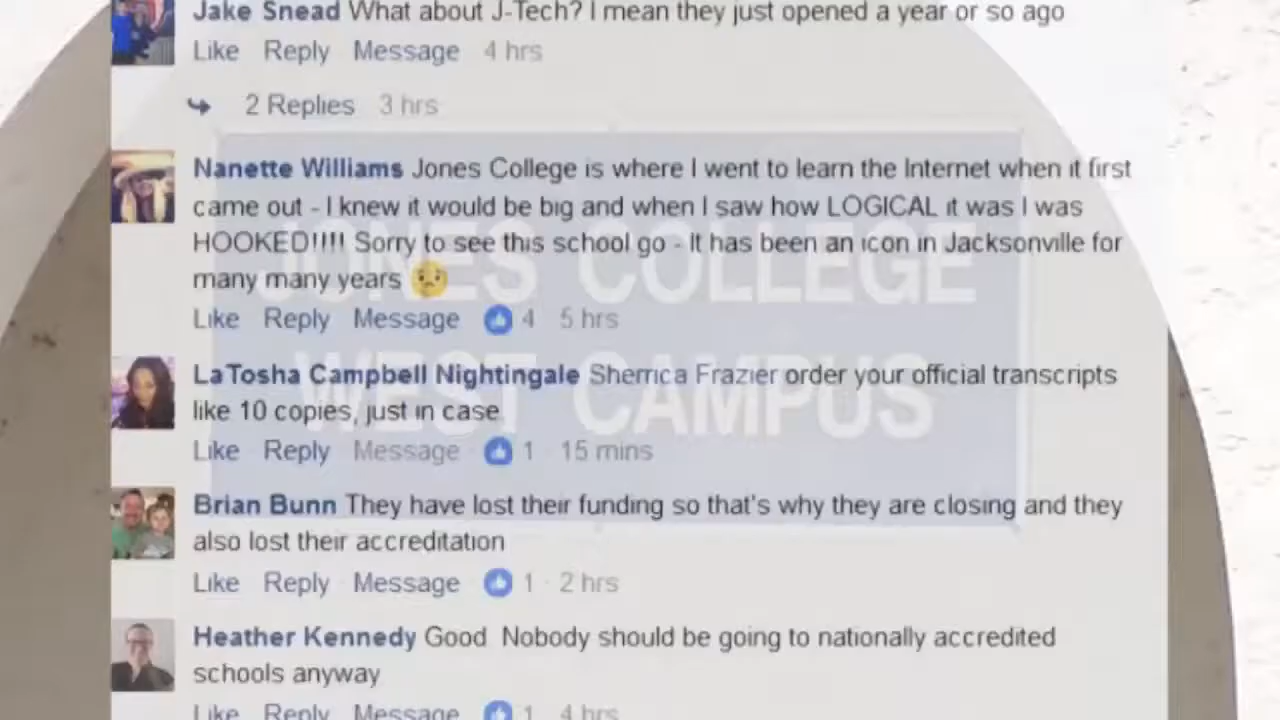 Jake Snead What about J-Tech? I mean they just opened a year or so ago
Like Reply Message 4 hrs
2 Replies 3 hrs
Nanette Williams Jones College is where I went to learn the Internet when it first
came out - I knew it would be big and when I saw how LOGICAL it was I was
HOOKED!!!! Sorry to see this school go - It has been an icon in Jacksonville for
many many years
Like Reply Message 4 · 5 hrs
LaTosha Campbell Nightingale Sherrica Frazier order your official transcripts
like 10 copies, just in case
Like Reply Message 1 · 15 mins
Brian Bunn They have lost their funding so that's why they are closing and they
also lost their accreditation
Like Reply Message 1 · 2 hrs
Heather Kennedy Good. Nobody should be going to nationally accredited
schools anyway
Like Reply Message 1 · 4 hrs
JONES COLLEGE
WEST CAMPUS